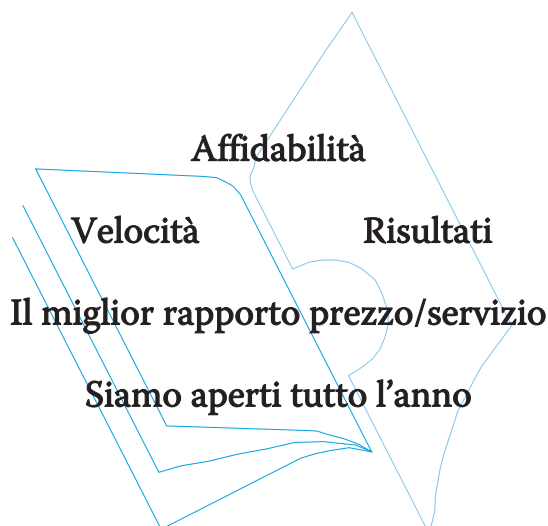 Affidabilità
Velocità Risultati
Il miglior rapporto prezzo/servizio
Siamo aperti tutto l’anno